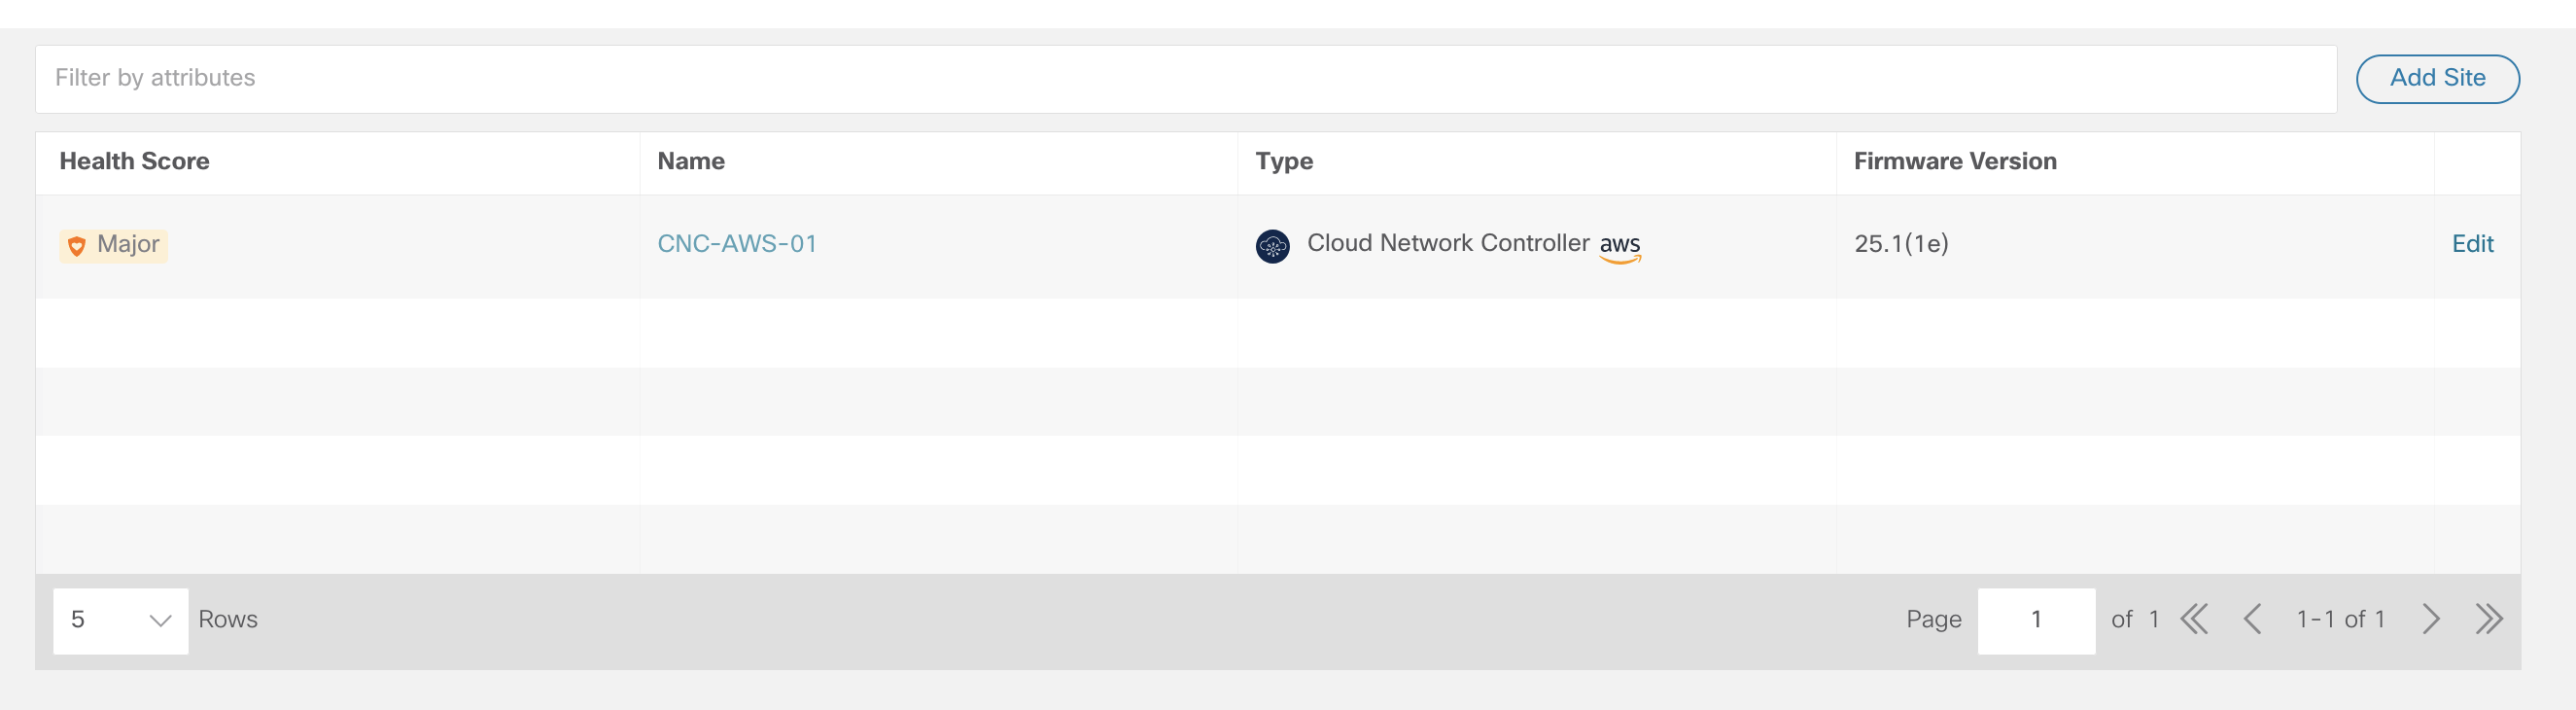 Filter by attributes
Add Site
Health Score Name Type Firmware Version
Major CNC-AWS-01 Cloud Network Controller aws 25.1(1e) Edit
5 Rows Page 1 of 1 1-1 of 1